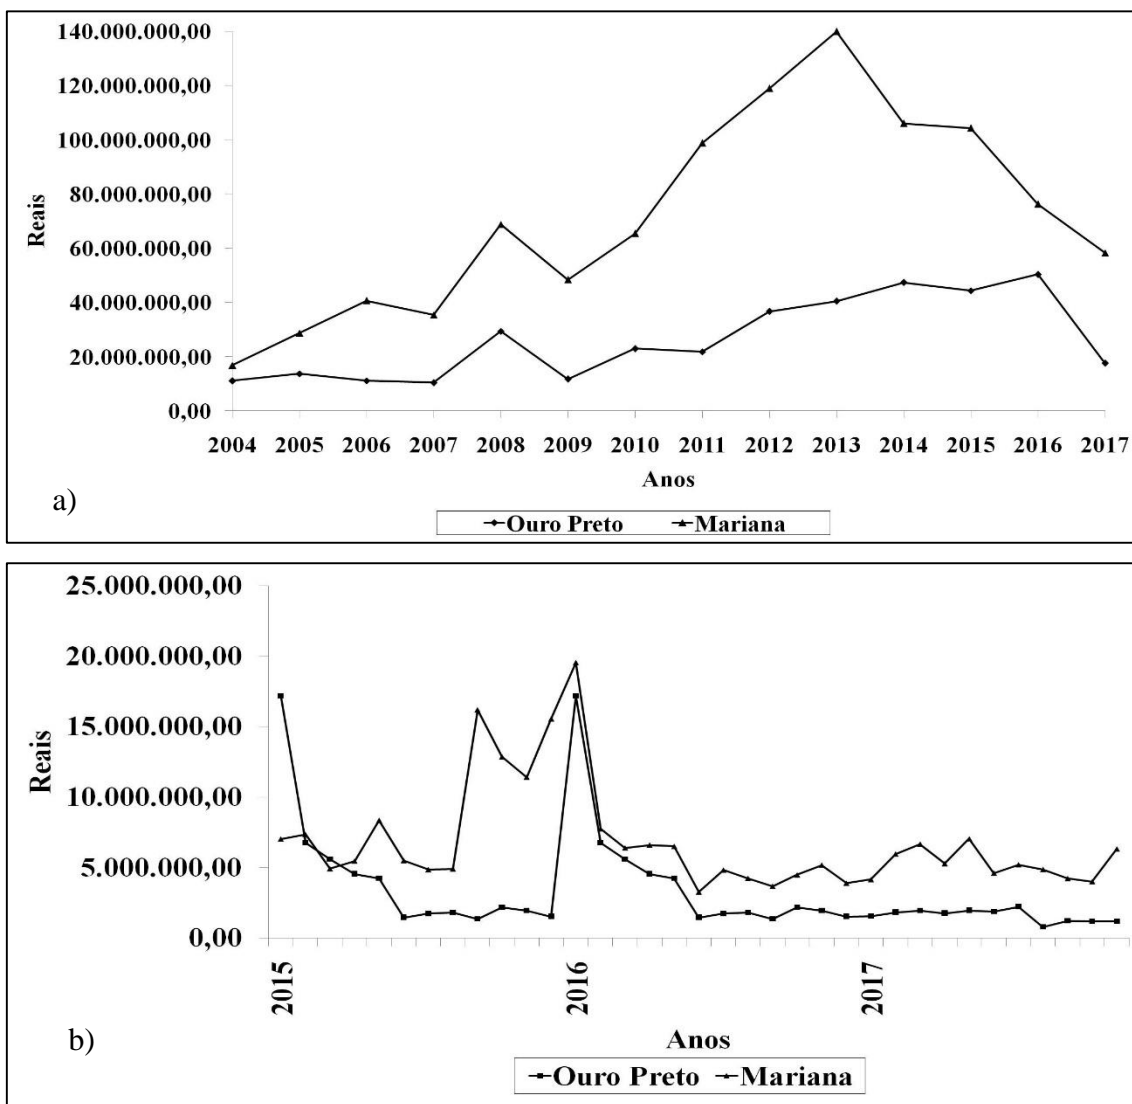 140.000.000,00
120.000.000,00
100.000.000,00
80.000.000,00
60.000.000,00
40.000.000,00
20.000.000,00
0,00
Reais
2004 2005 2006 2007 2008 2009 2010 2011 2012 2013 2014 2015 2016 2017
Anos
a)
Ouro Preto Mariana
25.000.000,00
20.000.000,00
15.000.000,00
10.000.000,00
5.000.000,00
0,00
Reais
2015 2016 2017
Anos
b)
Ouro Preto Mariana